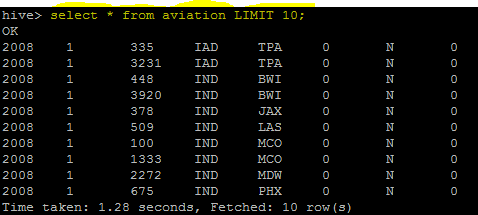 hive> select * from aviation LIMIT 10;
OK
2008 1 335 IAD TPA 0 N 0
2008 1 3231 IAD TPA 0 N 0
2008 1 448 IND BWI 0 N 0
2008 1 3920 IND BWI 0 N 0
2008 1 378 IND JAX 0 N 0
2008 1 509 IND LAS 0 N 0
2008 1 100 IND MCO 0 N 0
2008 1 1333 IND MCO 0 N 0
2008 1 2272 IND MDW 0 N 0
2008 1 675 IND PHX 0 N 0
Time taken: 1.28 seconds, Fetched: 10 row(s)